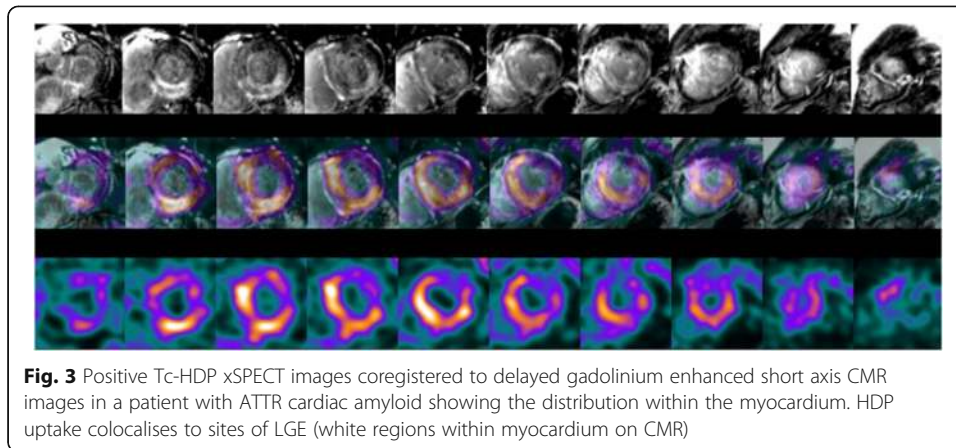 Fig. 3 Positive Tc-HDP xSPECT images coregistered to delayed gadolinium enhanced short axis CMR
images in a patient with ATTR cardiac amyloid showing the distribution within the myocardium. HDP
uptake colocalises to sites of LGE (white regions within myocardium on CMR)